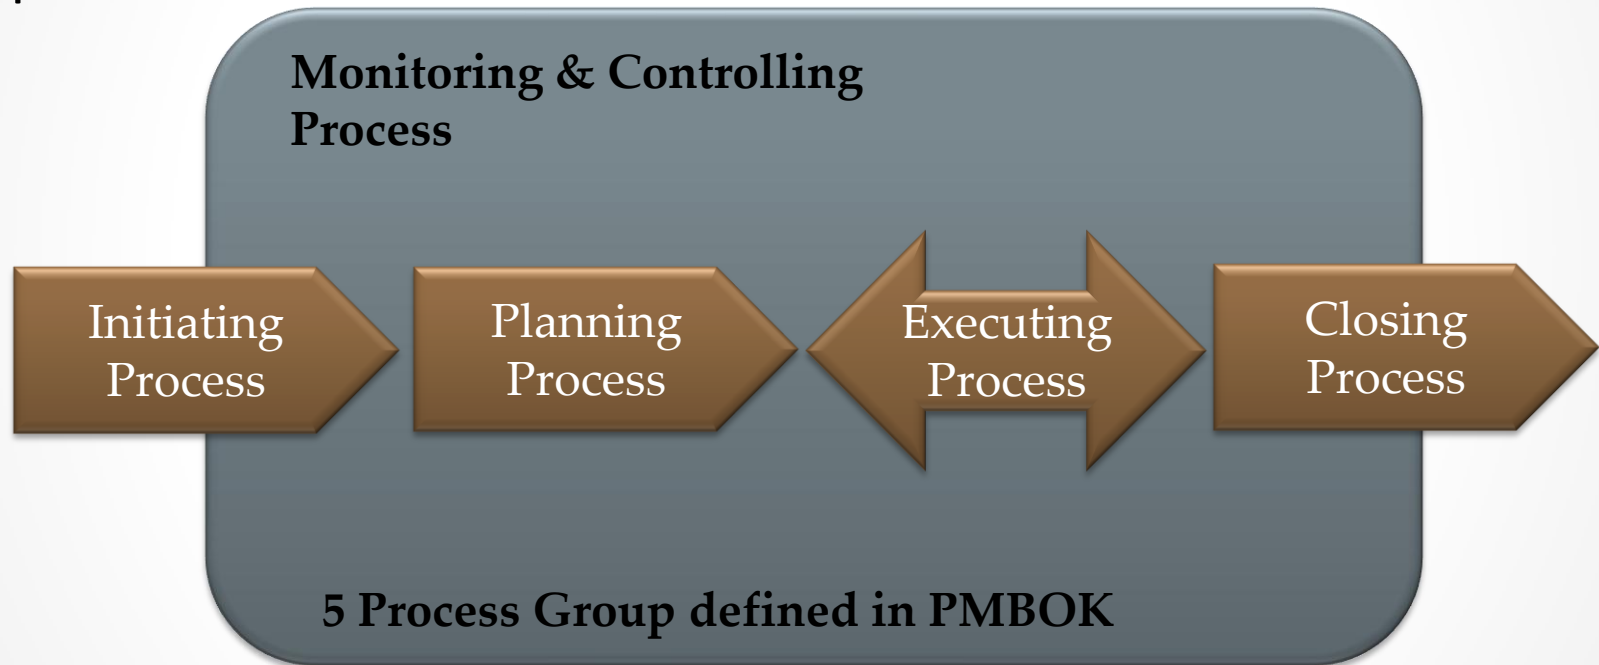 Monitoring & Controlling
Process
Initiating
Process
Planning
Process
Executing
Process
Closing
Process
5 Process Group defined in PMBOK